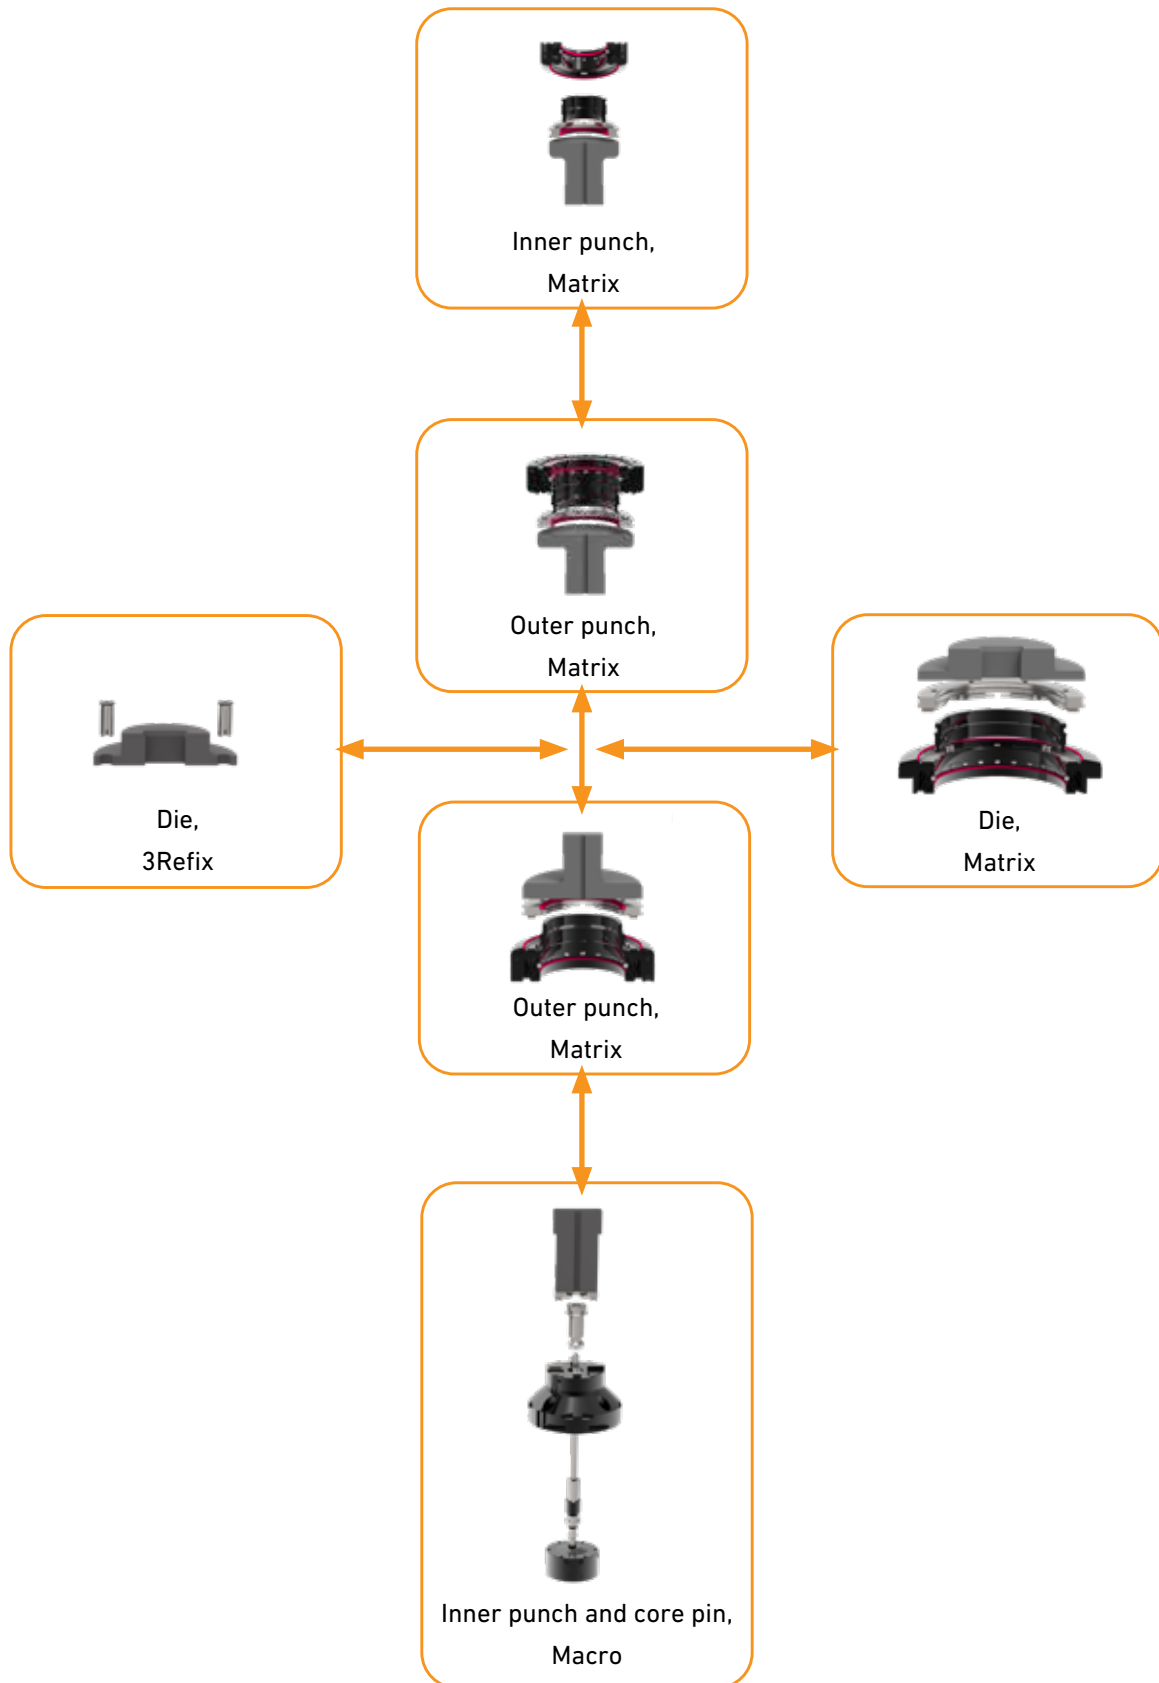 Inner punch,
Matrix
Outer punch,
Matrix
Die,
3Refix
Die,
Matrix
Outer punch,
Matrix
Inner punch and core pin,
Macro